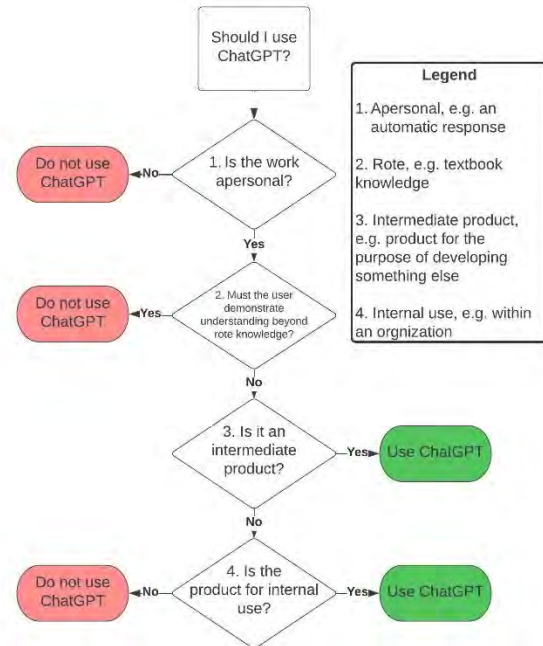 Should I use
ChatGPT?
Legend
1. Apersonal, e.g. an
automatic response
2. Rote, e.g. textbook
knowledge
3. Intermediate product,
e.g. product for the
purpose of developing
something else
4. Internal use, e.g. within
an orgnization
Do not use
ChatGPT
No
1. Is the work
apersonal?
Yes
Do not use
ChatGPT
Yes
2. Must the user
demonstrate
understanding beyond
rote knowledge?
No
3. Is it an
intermediate
product?
Yes
Use ChatGPT
No
Do not use
ChatGPT
No
4. Is the
product for internal
use?
Yes
Use ChatGPT